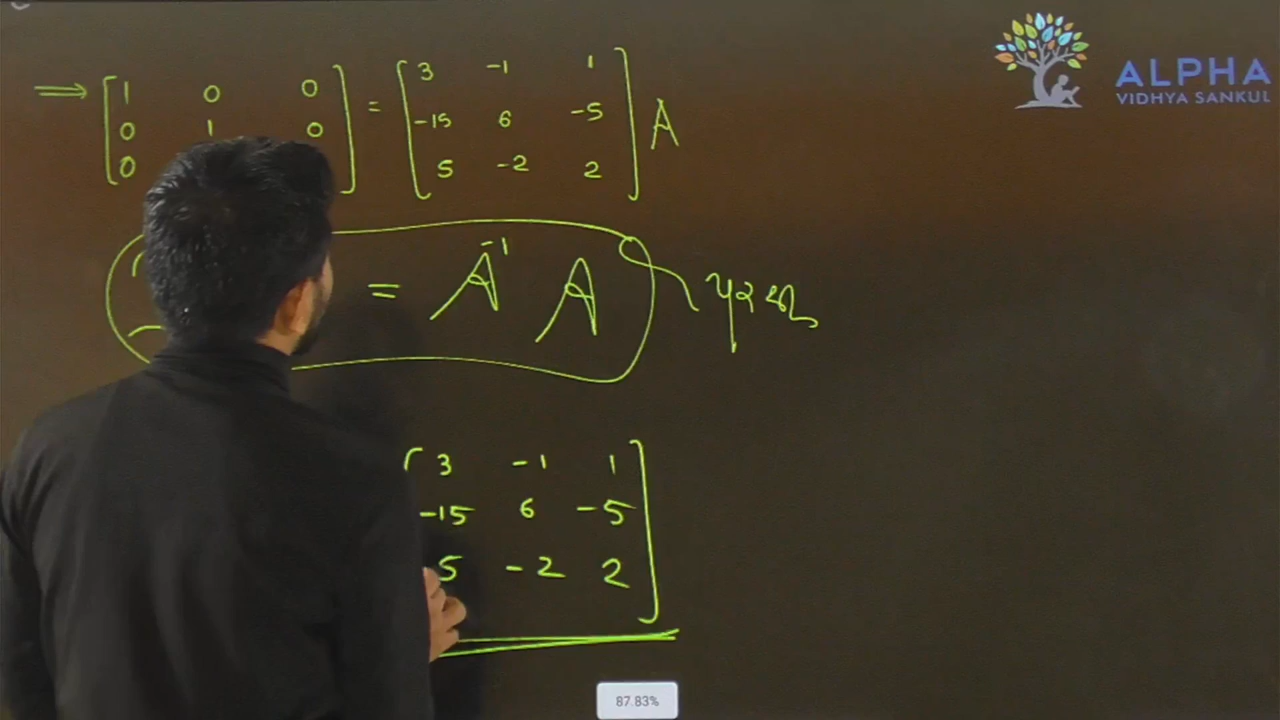 ALPHA
VIDHYA SANKUL
⇒ [1 0 0 = [3 -1 1
0 1 0 -15 6 -5 A
0 ] 5 -2 2]
= A⁻¹ A
[3 -1 1
-15 6 -5
5 -2 2]
87.83%